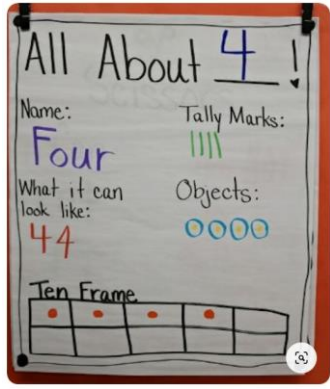 All About 4!
Name:
Four
Tally Marks:
||||
What it can
look like:
4 4
Objects:
Ten Frame